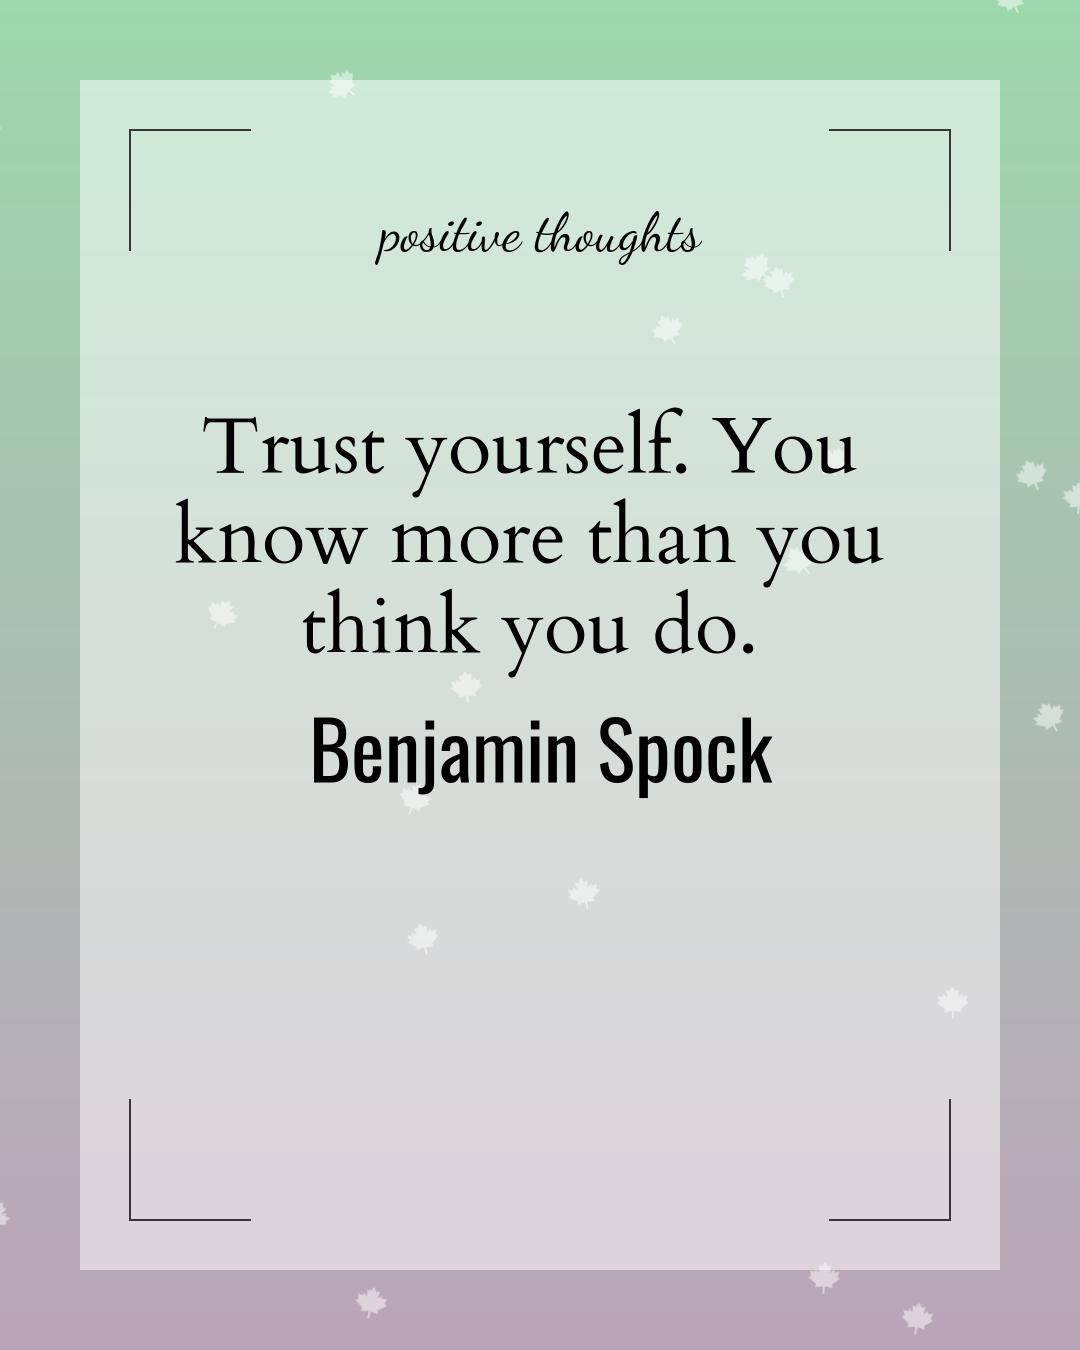 positive thoughts
Trust yourself. You
know more than you
think you do.
Benjamin Spock